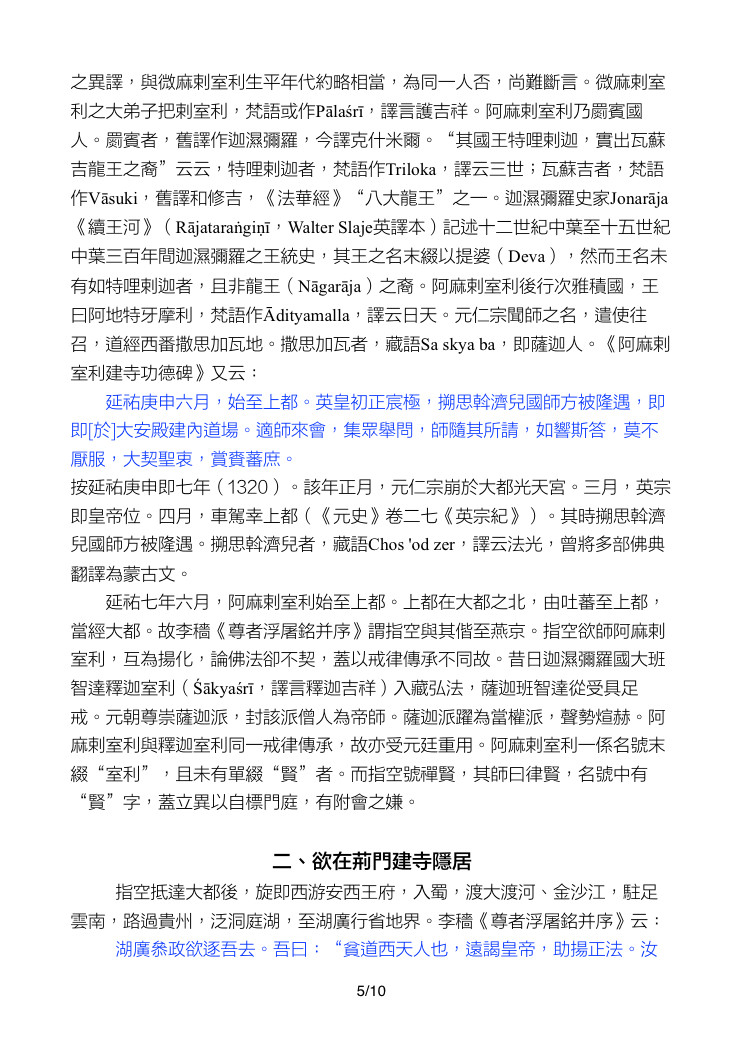 之異譯，與微麻剌室利生平年代約略相當，為同一人否，尚難斷言。微麻剌室
利之大弟子把剌室利，梵語或作Pālaśrī，譯言護吉祥。阿麻剌室利乃罽賓國
人。罽賓者，舊譯作迦濕彌羅，今譯克什米爾。“其國王特哩剌迦，實出瓦蘇
吉龍王之裔”云云，特哩剌迦者，梵語作Triloka，譯云三世；瓦蘇吉者，梵語
作Vāsuki，舊譯和修吉，《法華經》“八大龍王”之一。迦濕彌羅史家Jonarāja
《續王河》（Rājataraṅgiṇī，Walter Slaje英譯本）記述十二世紀中葉至十五世紀
中葉三百年間迦濕彌羅之王統史，其王之名末綴以提婆（Deva），然而王名未
有如特哩剌迦者，且非龍王（Nāgarāja）之裔。阿麻剌室利後行次雅積國，王
曰阿地特牙摩利，梵語作Ādityamalla，譯云日天。元仁宗聞師之名，遣使往
召，道經西番撒思加瓦地。撒思加瓦者，藏語Sa skya ba，即薩迦人。《阿麻剌
室利建寺功德碑》又云：
延祐庚申六月，始至上都。英皇初正宸極，搠思斡濟兒國師方被隆遇，即
即[於]大安殿建內道場。適師來會，集眾舉問，師隨其所請，如響斯答，莫不
厭服，大契聖衷，賞賚蕃庶。
按延祐庚申即七年（1320）。該年正月，元仁宗崩於大都光天宮。三月，英宗
即皇帝位。四月，車駕幸上都（《元史》卷二七《英宗紀》）。其時搠思斡濟
兒國師方被隆遇。搠思斡濟兒者，藏語Chos 'od zer，譯云法光，曾將多部佛典
翻譯為蒙古文。
延祐七年六月，阿麻剌室利始至上都。上都在大都之北，由吐蕃至上都，
當經大都。故李穡《尊者浮屠銘并序》謂指空與其偕至燕京。指空欲師阿麻剌
室利，互為揚化，論佛法卻不契，蓋以戒律傳承不同故。昔日迦濕彌羅國大班
智達釋迦室利（Śākyaśrī，譯言釋迦吉祥）入藏弘法，薩迦班智達從受具足
戒。元朝尊崇薩迦派，封該派僧人為帝師。薩迦派躍為當權派，聲勢煊赫。阿
麻剌室利與釋迦室利同一戒律傳承，故亦受元廷重用。阿麻剌室利一係名號末
綴“室利”，且未有單綴“賢”者。而指空號禪賢，其師曰律賢，名號中有
“賢”字，蓋立異以自標門庭，有附會之嫌。
二、欲在荊門建寺隱居
指空抵達大都後，旋即西游安西王府，入蜀，渡大渡河、金沙江，駐足
雲南，路過貴州，泛洞庭湖，至湖廣行省地界。李穡《尊者浮屠銘并序》云：
湖廣叅政欲逐吾去。吾曰：“貧道西天人也，遠謁皇帝，助揚正法。汝
5/10